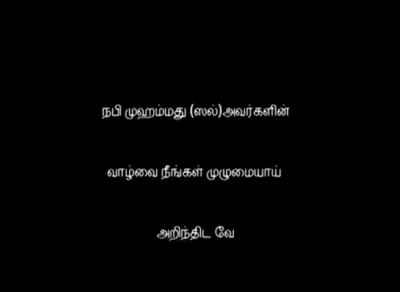 நபி முஹம்மது (ஸல்)அவர்களின்
வாழ்வை நீங்கள் முழுமையாய்
அறிந்திட வே